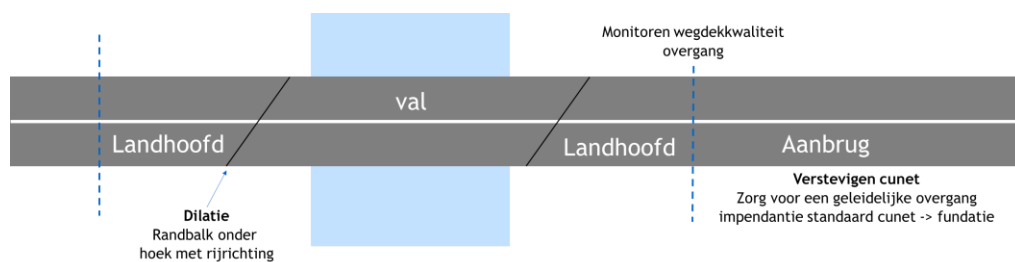 Monitoren wegdekkwaliteit
overgang
val
Landhoofd
Landhoofd
Aanbrug
Dilatie
Randbalk onder
hoek met rijrichting
Verstevigen cunet
Zorg voor een geleidelijke overgang
impendantie standaard cunet -> fundatie